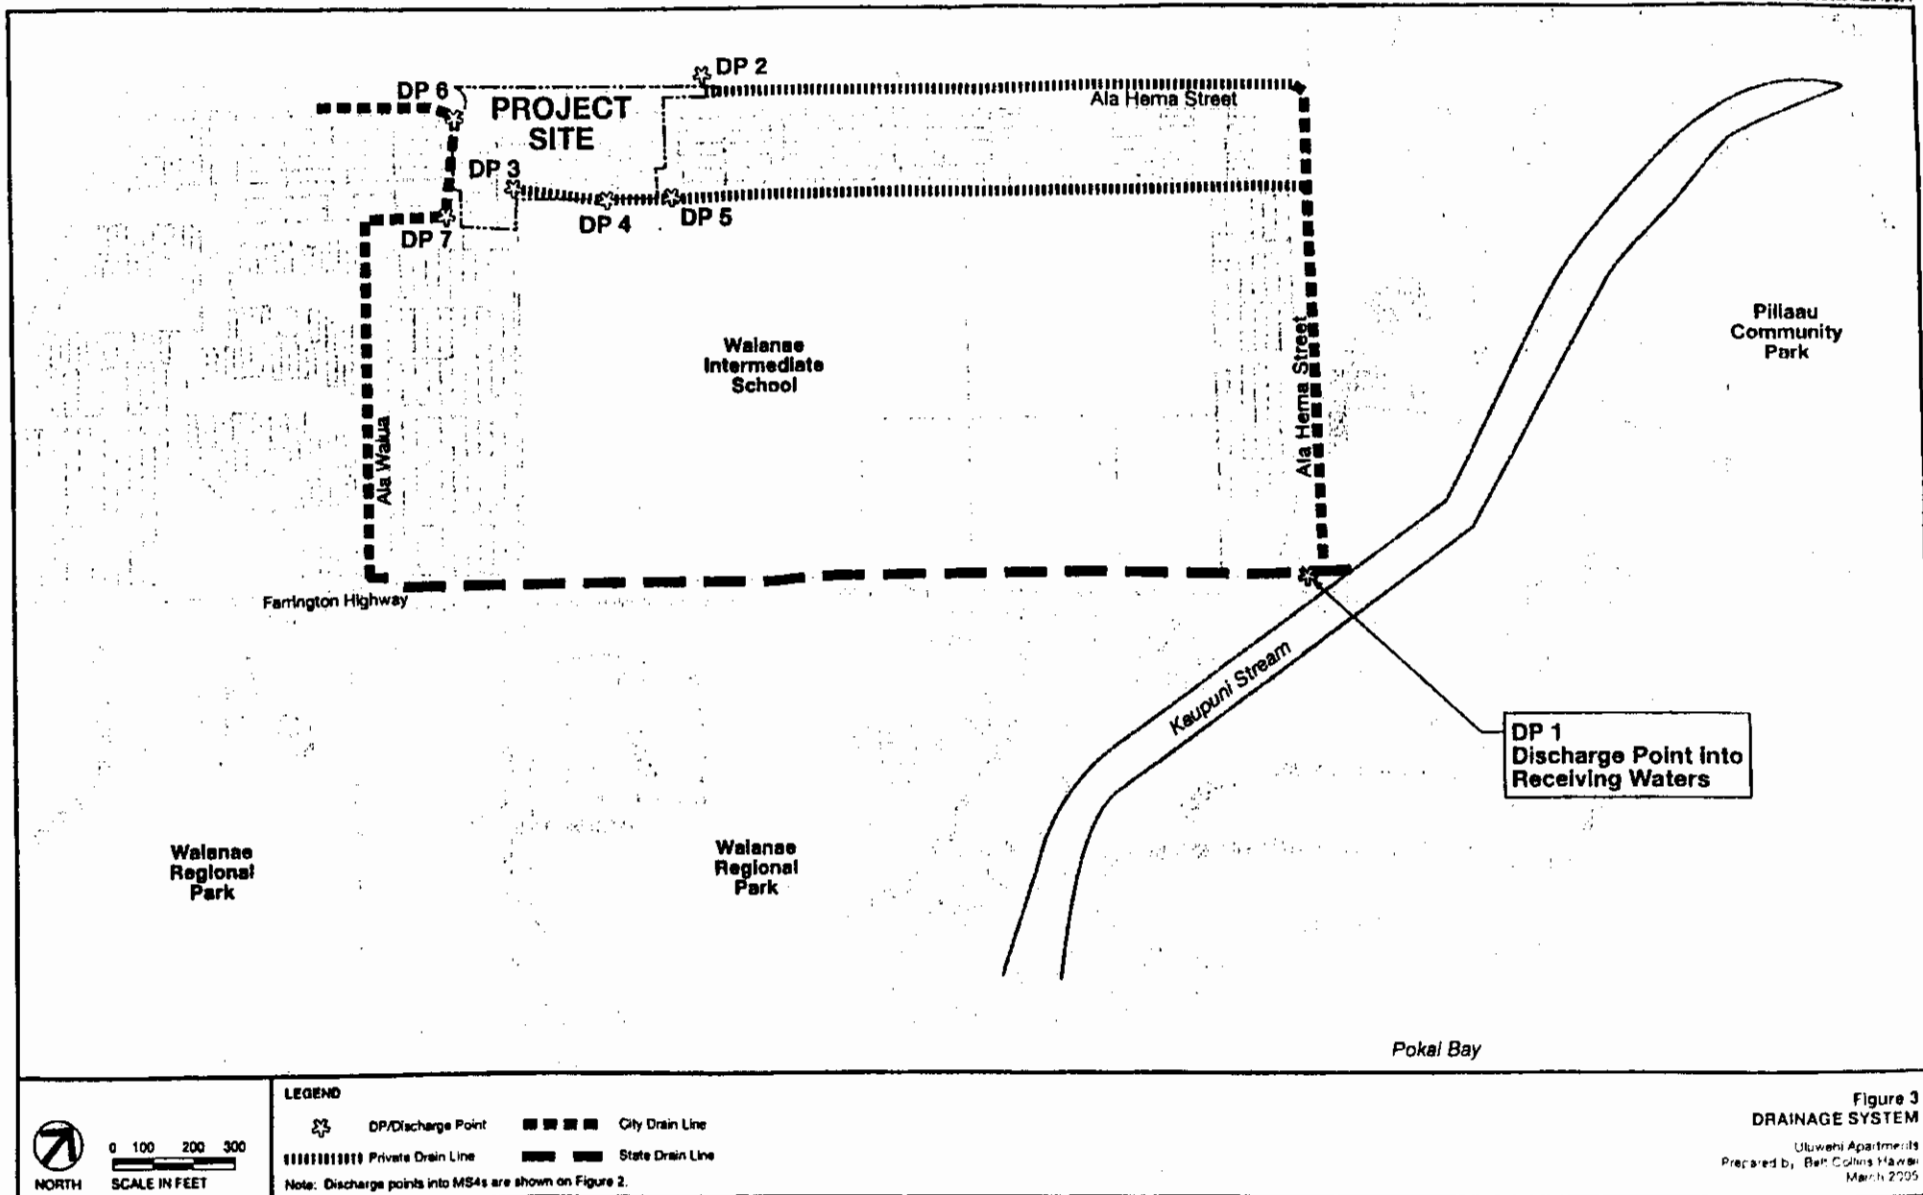 DP 2
DP 6
PROJECT
SITE
Ala Hema Street
DP 3
DP 4
DP 5
DP 7
Waianae
Intermediate
School
Ala Hema Street
Pillaau
Community
Park
Ala Walua
Farrington Highway
Kaupuni Stream
DP 1
Discharge Point into
Receiving Waters
Waianae
Regional
Park
Waianae
Regional
Park
Pokai Bay
NORTH
0 100 200 300
SCALE IN FEET
LEGEND
DP/Discharge Point
City Drain Line
Private Drain Line
State Drain Line
Note: Discharge points into MS4s are shown on Figure 2.
Figure 3
DRAINAGE SYSTEM
Uluwehi Apartments
Prepared by: Belt Collins Hawaii
March 2005